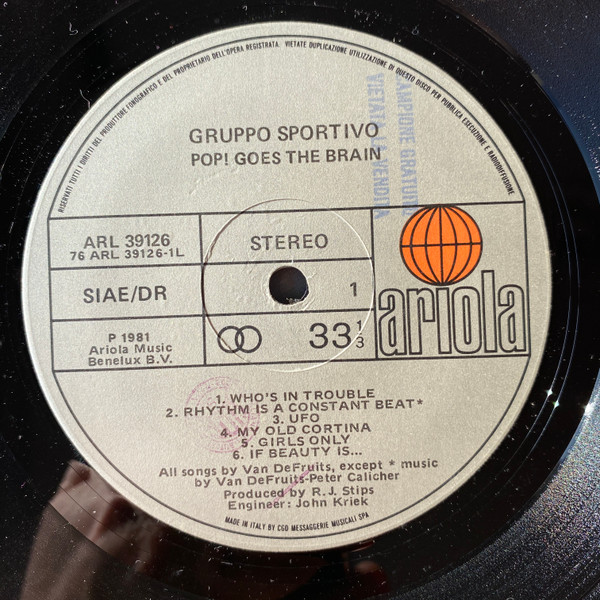 RISERVATI TUTTI I DIRITTI DEL PRODUTTORE FONOGRAFICO E DEL PROPRIETARIO DELL'OPERA REGISTRATA. VIETATE DUPLICAZIONE UTILIZZAZIONE DI QUESTO DISCO PER PUBBLICA ESECUZIONE E RADIODIFFUSIONE
GRUPPO SPORTIVO
POP! GOES THE BRAIN
CAMPIONE GRATUITO
VIETATA LA VENDITA
ARL 39126
76 ARL 39126-1L
STEREO
SIAE/DR
1
P 1981
Ariola Music
Benelux B.V.
33 1/3
ariola
1. WHO'S IN TROUBLE
2. RHYTHM IS A CONSTANT BEAT*
3. UFO
4. MY OLD CORTINA
5. GIRLS ONLY
6. IF BEAUTY IS...
All songs by Van DeFruits, except * music
by Van DeFruits-Peter Calicher
Produced by R.J. Stips
Engineer: John Kriek
MADE IN ITALY BY CGD MESSAGGERIE MUSICALI SPA